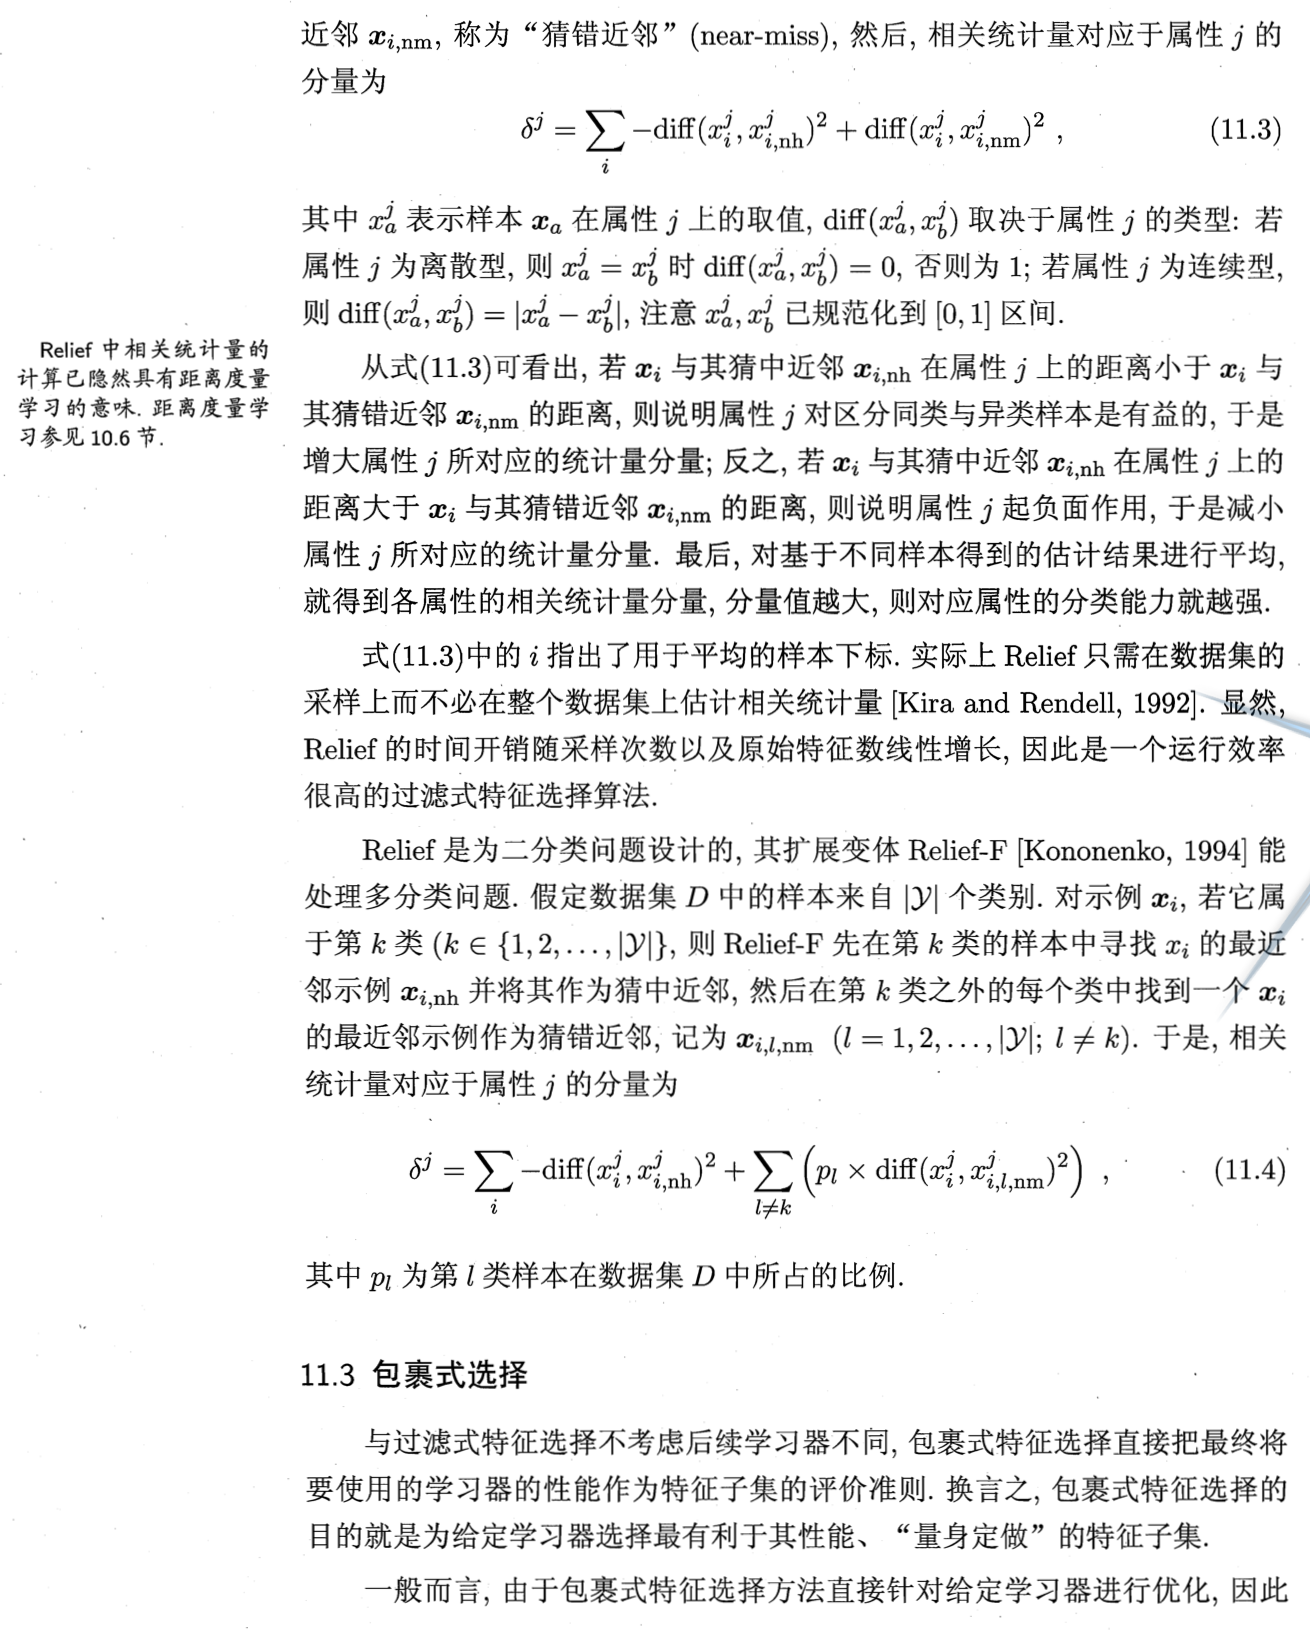 近邻 $\boldsymbol{x}_{i,\mathrm{nm}}$, 称为“猜错近邻”(near-miss), 然后, 相关统计量对应于属性 $j$ 的
分量为
$\delta^j = \sum_i -\mathrm{diff}(x_i^j, x_{i,\mathrm{nh}}^j)^2 + \mathrm{diff}(x_i^j, x_{i,\mathrm{nm}}^j)^2$ , (11.3)
其中 $x_a^j$ 表示样本 $\boldsymbol{x}_a$ 在属性 $j$ 上的取值, $\mathrm{diff}(x_a^j, x_b^j)$ 取决于属性 $j$ 的类型: 若
属性 $j$ 为离散型, 则 $x_a^j = x_b^j$ 时 $\mathrm{diff}(x_a^j, x_b^j) = 0$, 否则为 1; 若属性 $j$ 为连续型,
则 $\mathrm{diff}(x_a^j, x_b^j) = |x_a^j - x_b^j|$, 注意 $x_a^j, x_b^j$ 已规范化到 $[0, 1]$ 区间.
Relief 中相关统计量的
计算已隐然具有距离度量
学习的意味. 距离度量学
习参见 10.6 节.
从式(11.3)可看出, 若 $\boldsymbol{x}_i$ 与其猜中近邻 $\boldsymbol{x}_{i,\mathrm{nh}}$ 在属性 $j$ 上的距离小于 $\boldsymbol{x}_i$ 与
其猜错近邻 $\boldsymbol{x}_{i,\mathrm{nm}}$ 的距离, 则说明属性 $j$ 对区分同类与异类样本是有益的, 于是
增大属性 $j$ 所对应的统计量分量; 反之, 若 $\boldsymbol{x}_i$ 与其猜中近邻 $\boldsymbol{x}_{i,\mathrm{nh}}$ 在属性 $j$ 上的
距离大于 $\boldsymbol{x}_i$ 与其猜错近邻 $\boldsymbol{x}_{i,\mathrm{nm}}$ 的距离, 则说明属性 $j$ 起负面作用, 于是减小
属性 $j$ 所对应的统计量分量. 最后, 对基于不同样本得到的估计结果进行平均,
就得到各属性的相关统计量分量, 分量值越大, 则对应属性的分类能力就越强.
式(11.3)中的 $i$ 指出了用于平均的样本下标. 实际上 Relief 只需在数据集的
采样上而不必在整个数据集上估计相关统计量 [Kira and Rendell, 1992]. 显然,
Relief 的时间开销随采样次数以及原始特征数线性增长, 因此是一个运行效率
很高的过滤式特征选择算法.
Relief 是为二分类问题设计的, 其扩展变体 Relief-F [Kononenko, 1994] 能
处理多分类问题. 假定数据集 $D$ 中的样本来自 $|\mathcal{Y}|$ 个类别. 对示例 $\boldsymbol{x}_i$, 若它属
于第 $k$ 类 ($k \in \{1, 2, \ldots, |\mathcal{Y}|\}$, 则 Relief-F 先在第 $k$ 类的样本中寻找 $x_i$ 的最近
邻示例 $\boldsymbol{x}_{i,\mathrm{nh}}$ 并将其作为猜中近邻, 然后在第 $k$ 类之外的每个类中找到一个 $\boldsymbol{x}_i$
的最近邻示例作为猜错近邻, 记为 $\boldsymbol{x}_{i,l,\mathrm{nm}}$ ($l = 1, 2, \ldots, |\mathcal{Y}|; l \neq k$). 于是, 相关
统计量对应于属性 $j$ 的分量为
$\delta^j = \sum_i -\mathrm{diff}(x_i^j, x_{i,\mathrm{nh}}^j)^2 + \sum_{l \neq k} \left( p_l \times \mathrm{diff}(x_i^j, x_{i,l,\mathrm{nm}}^j)^2 \right)$ , (11.4)
其中 $p_l$ 为第 $l$ 类样本在数据集 $D$ 中所占的比例.
11.3 包裹式选择
与过滤式特征选择不考虑后续学习器不同, 包裹式特征选择直接把最终将
要使用的学习器的性能作为特征子集的评价准则. 换言之, 包裹式特征选择的
目的就是为给定学习器选择最有利于其性能、“量身定做”的特征子集.
一般而言, 由于包裹式特征选择方法直接针对给定学习器进行优化, 因此